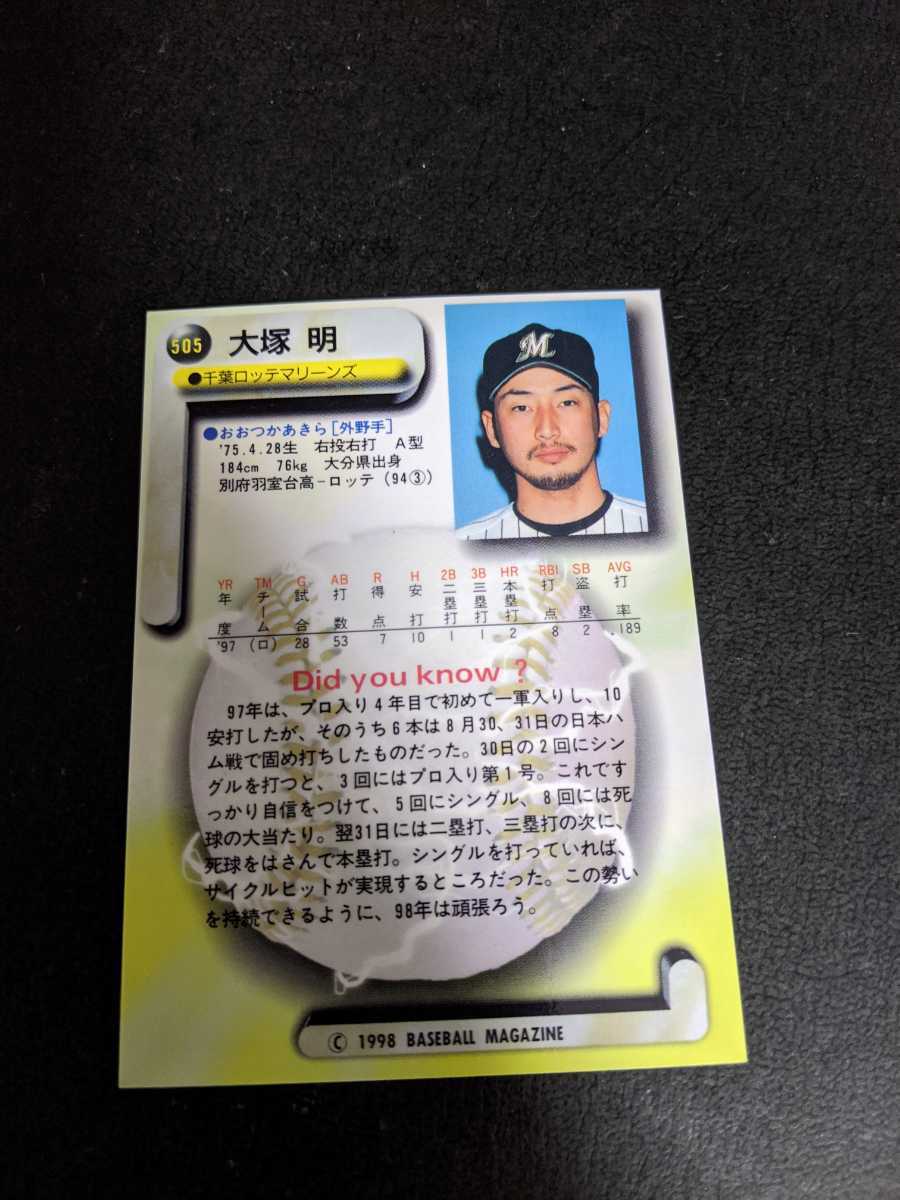 505 大塚 明
●千葉ロッテマリーンズ
M
●おおつかあきら[外野手]
'75.4.28生 右投右打 A型
184cm 76kg 大分県出身
別府羽室台高-ロッテ(94③)
YR TM G AB R H 2B 3B HR RBI SB AVG
年度 チーム 試合 打数 得点 安打 二塁打 三塁打 本塁打 打点 盗塁 打率
'97 (ロ) 28 53 7 10 1 1 2 8 2 .189
Did you know ?
97年は、プロ入り4年目で初めて一軍入りし、10
安打したが、そのうち6本は8月30、31日の日本ハ
ム戦で固め打ちしたものだった。30日の2回にシン
グルを打つと、3回にはプロ入り第1号。これです
っかり自信をつけて、5回にシングル、8回には死
球の大当たり。翌31日には二塁打、三塁打の次に、
死球をはさんで本塁打。シングルを打っていれば、
サイクルヒットが実現するところだった。この勢い
を持続できるように、98年は頑張ろう。
© 1998 BASEBALL MAGAZINE